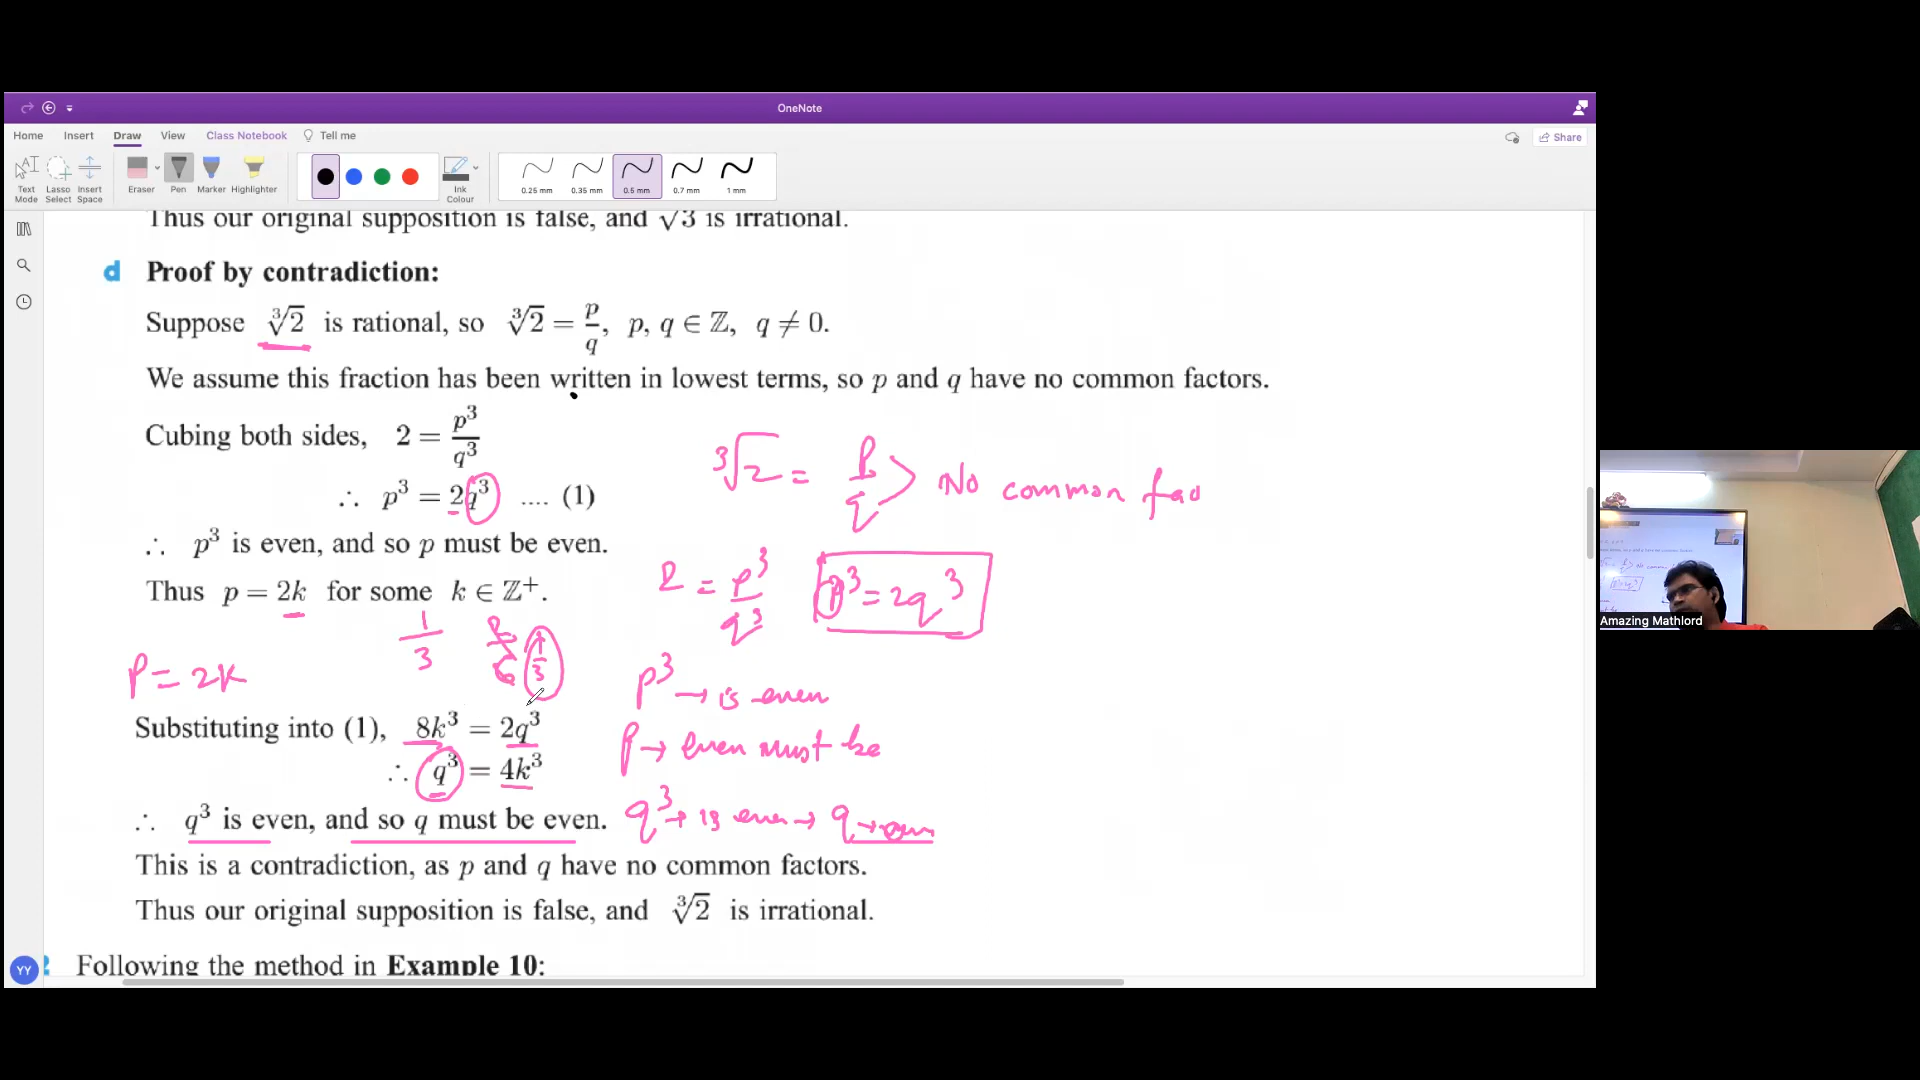 OneNote
Home Insert Draw View Class Notebook Tell me
Share
Text Mode Lasso Select Insert Space Eraser Pen Marker Highlighter Ink Colour 0.25 mm 0.35 mm 0.5 mm 0.7 mm 1 mm
Thus our original supposition is false, and √3 is irrational.
d Proof by contradiction:
Suppose ∛2 is rational, so ∛2 = p/q, p, q ∈ ℤ, q ≠ 0.
We assume this fraction has been written in lowest terms, so p and q have no common factors.
Cubing both sides, 2 = p³/q³
∛2 = p/q > No common fac
∴ p³ = 2q³ .... (1)
∴ p³ is even, and so p must be even.
2 = p³/q³ p³ = 2q³
Thus p = 2k for some k ∈ ℤ⁺.
1/3 2/6 1/3
P = 2k
p³ → is even
Substituting into (1), 8k³ = 2q³
p → even must be
∴ q³ = 4k³
∴ q³ is even, and so q must be even.
q³ → is even → q →
This is a contradiction, as p and q have no common factors.
Thus our original supposition is false, and ∛2 is irrational.
Following the method in Example 10:
YY
Amazing Mathlord